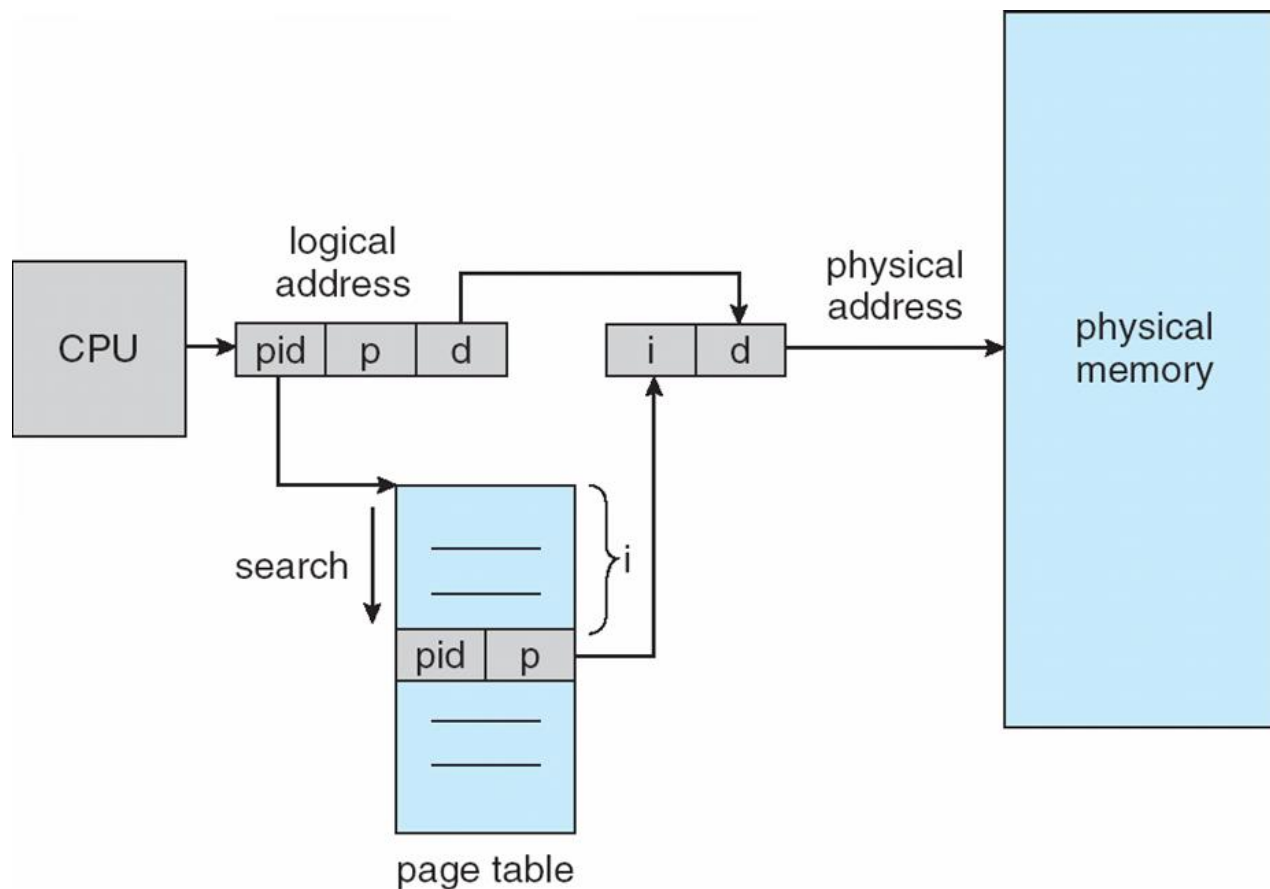 logical
address
physical
address
CPU
pid p d
i d
physical
memory
search
i
pid p
page table